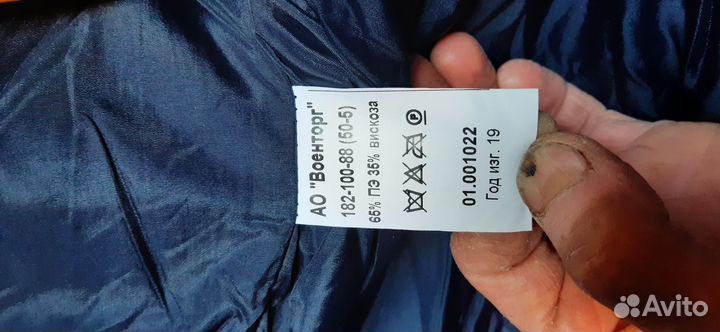 АО "Военторг"
182-100-88 (50-5)
65% ПЭ 35% вискоза
01.001022
Год изг. 19
Avito